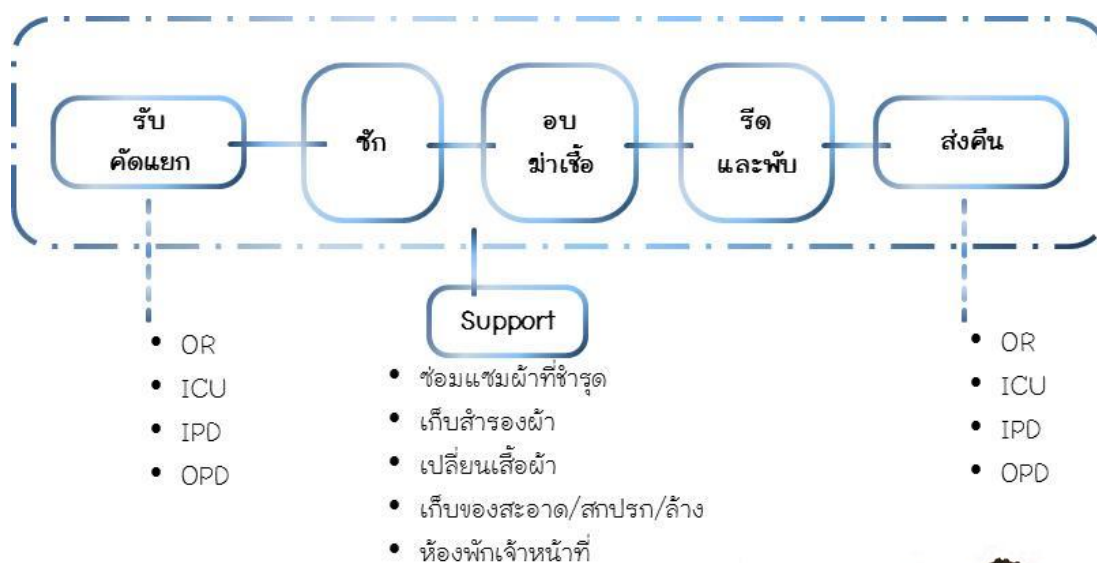 รับ
คัดแยก
ซัก
อบ
ฆ่าเชื้อ
รีด
และพับ
ส่งคืน
Support
• OR
• ICU
• IPD
• OPD
• ซ่อมแซมผ้าที่ชำรุด
• เก็บสำรองผ้า
• เปลี่ยนเสื้อผ้า
• เก็บของสะอาด/สกปรก/ล้าง
• ห้องพักเจ้าหน้าที่
• OR
• ICU
• IPD
• OPD